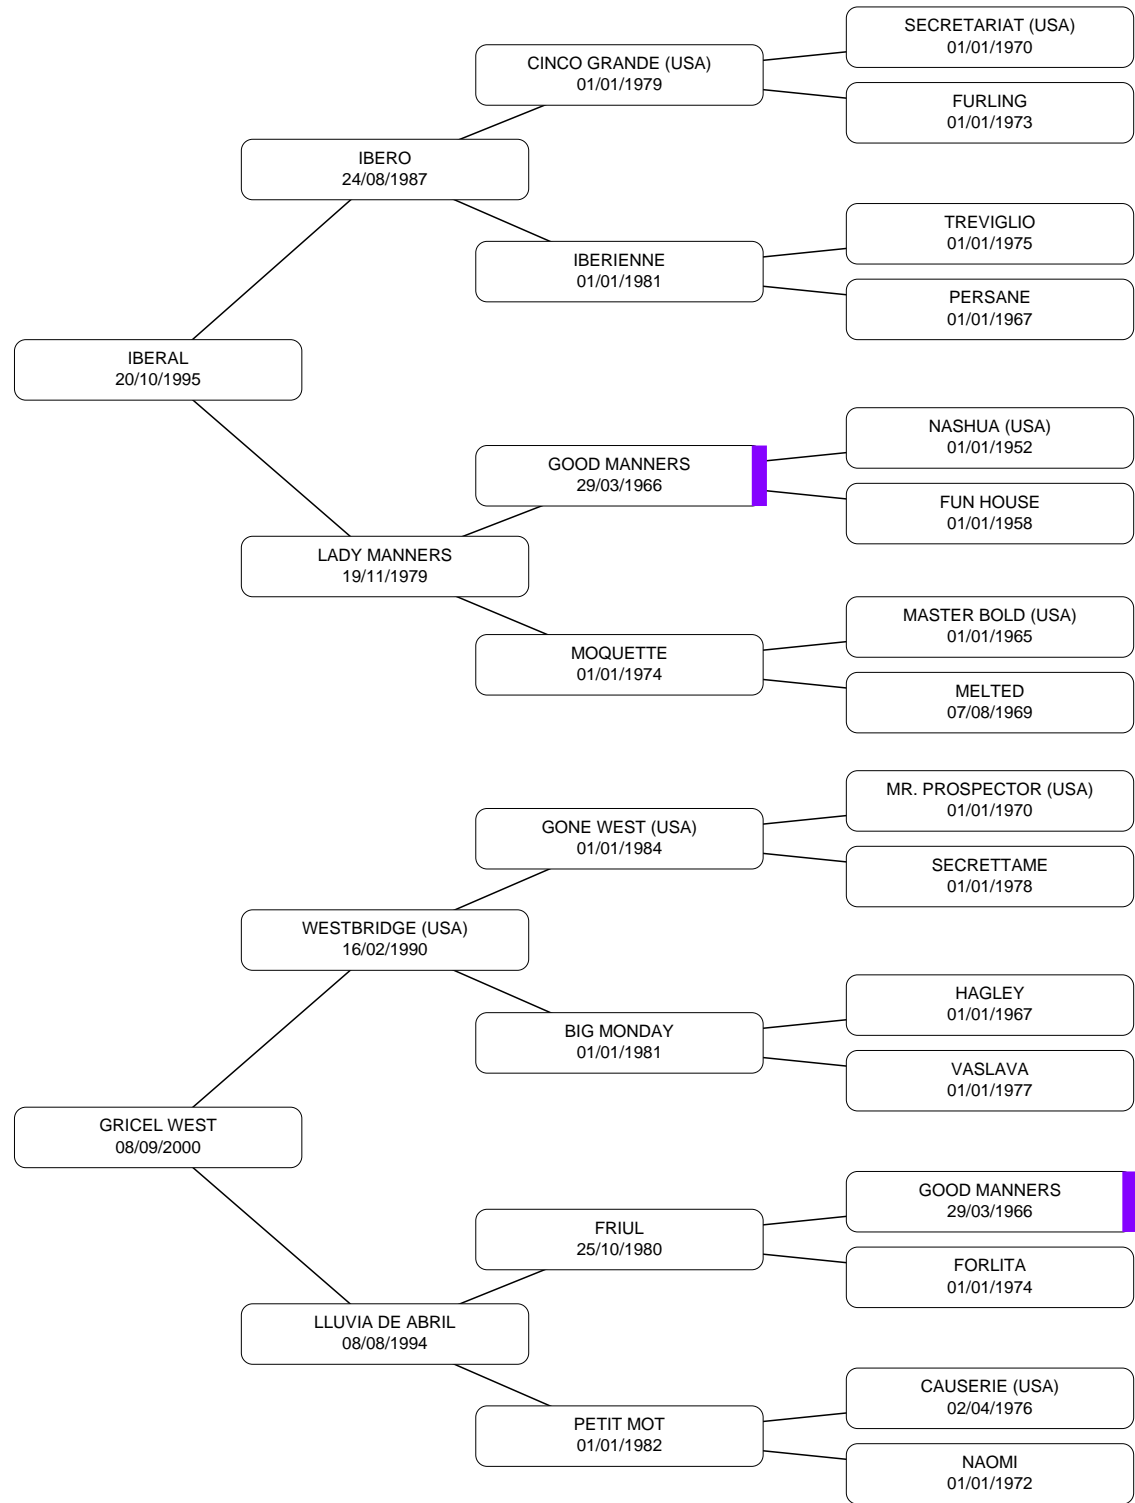 SECRETARIAT (USA)
01/01/1970
CINCO GRANDE (USA)
01/01/1979
FURLING
01/01/1973
IBERO
24/08/1987
TREVIGLIO
01/01/1975
IBERIENNE
01/01/1981
PERSANE
01/01/1967
IBERAL
20/10/1995
NASHUA (USA)
01/01/1952
GOOD MANNERS
29/03/1966
FUN HOUSE
01/01/1958
LADY MANNERS
19/11/1979
MASTER BOLD (USA)
01/01/1965
MOQUETTE
01/01/1974
MELTED
07/08/1969
MR. PROSPECTOR (USA)
01/01/1970
GONE WEST (USA)
01/01/1984
SECRETTAME
01/01/1978
WESTBRIDGE (USA)
16/02/1990
HAGLEY
01/01/1967
BIG MONDAY
01/01/1981
VASLAVA
01/01/1977
GRICEL WEST
08/09/2000
GOOD MANNERS
29/03/1966
FRIUL
25/10/1980
FORLITA
01/01/1974
LLUVIA DE ABRIL
08/08/1994
CAUSERIE (USA)
02/04/1976
PETIT MOT
01/01/1982
NAOMI
01/01/1972